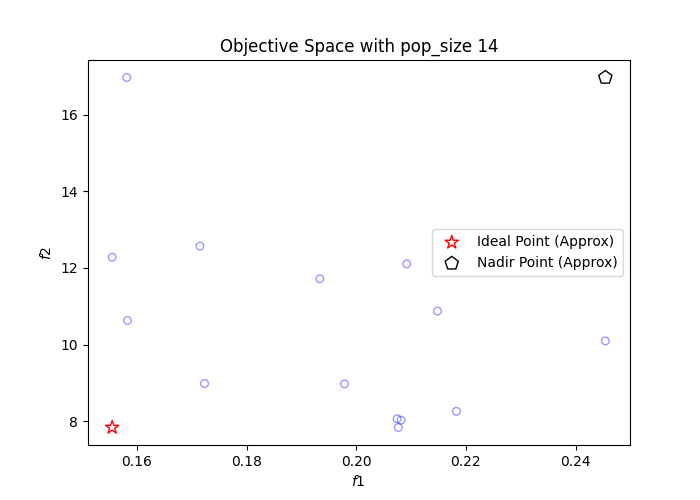 Objective Space with pop_size 14
f2
16
14
12
10
8
Ideal Point (Approx)
Nadir Point (Approx)
0.16 0.18 0.20 0.22 0.24
f1